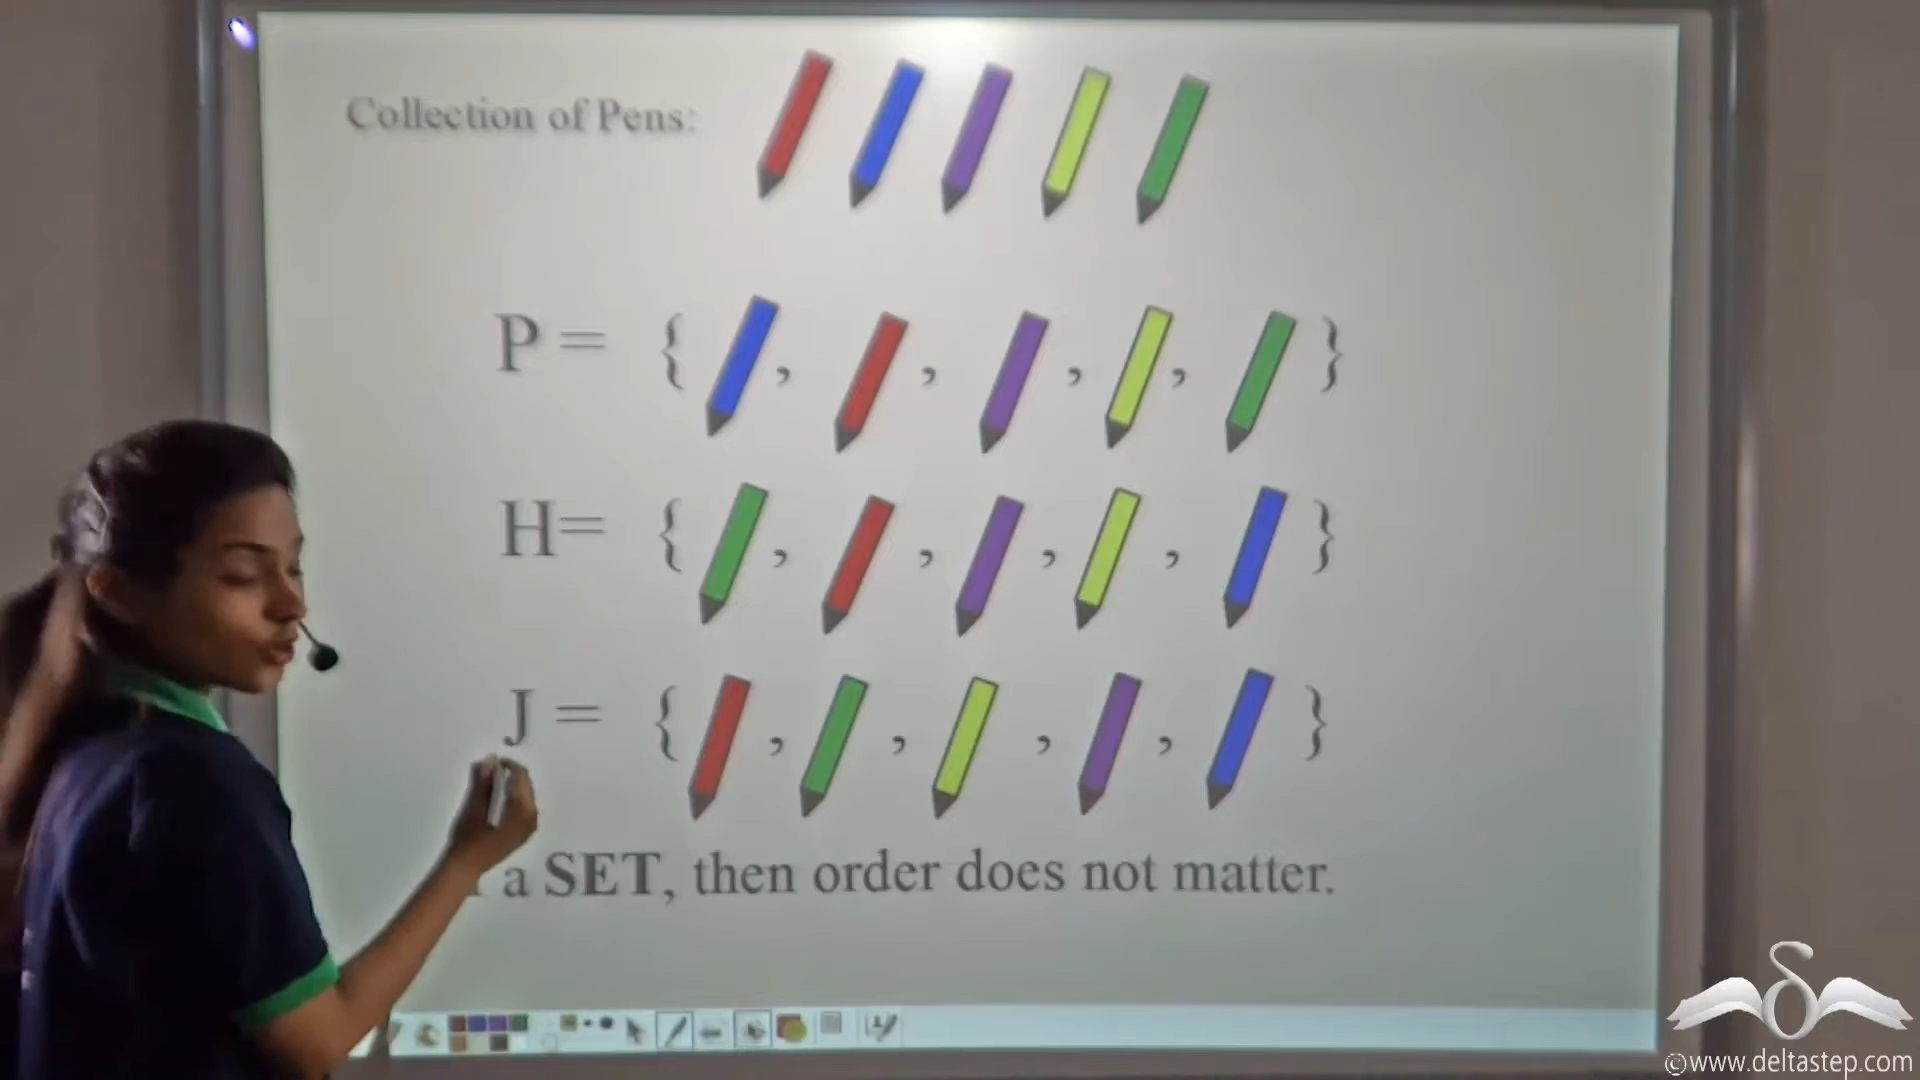 Collection of Pens:
P = { , , , , }
H= { , , , , }
J = { , , , , }
a SET, then order does not matter.
©www.deltastep.com